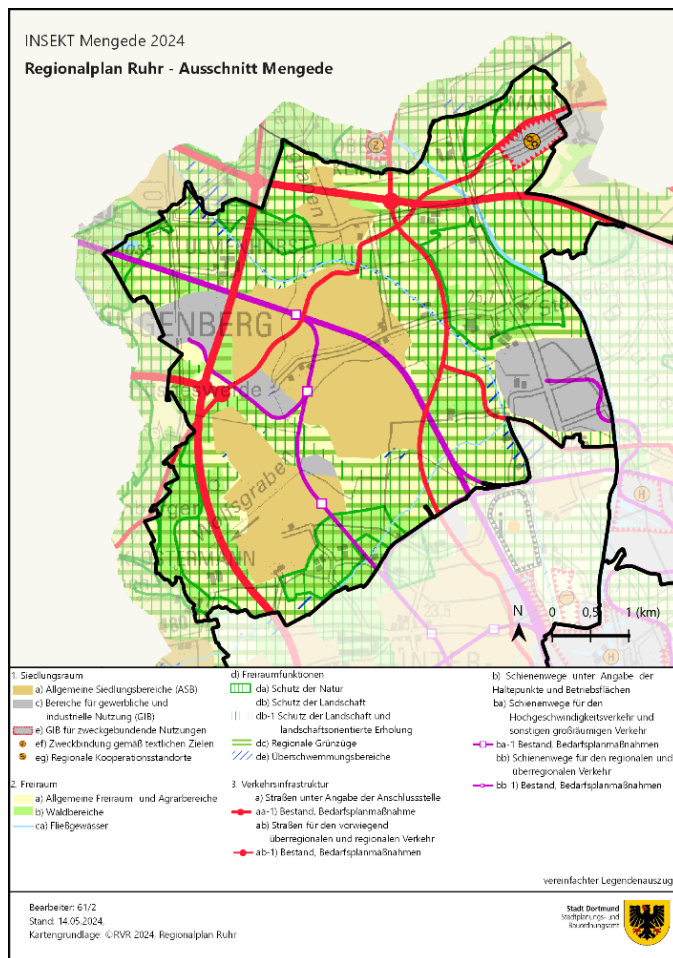 INSEKT Mengede 2024
Regionalplan Ruhr - Ausschnitt Mengede
Z
GENBERG
H
H
N
0 0,5 1 (km)
1. Siedlungsraum
a) Allgemeine Siedlungsbereiche (ASB)
c) Bereiche für gewerbliche und
industrielle Nutzung (GIB)
e) GIB für zweckgebundende Nutzungen
ef) Zweckbindung gemäß textlichen Zielen
eg) Regionale Kooperationsstandorte
2. Freiraum
a) Allgemeine Freiraum- und Agrarbereiche
b) Waldbereiche
ca) Fließgewässer
d) Freiraumfunktionen
da) Schutz der Natur
db) Schutz der Landschaft
db-1 Schutz der Landschaft und
landschaftsorientierte Erholung
dc) Regionale Grünzüge
de) Überschwemmungsbereiche
3. Verkehrsinfrastruktur
a) Straßen unter Angabe der Anschlussstelle
aa-1) Bestand, Bedarfsplanmaßnahme
ab) Straßen für den vorwiegend
überregionalen und regionalen Verkehr
ab-1) Bestand, Bedarfsplanmaßnahmen
b) Schienenwege unter Angabe der
Haltepunkte und Betriebsflächen
ba) Schienenwege für den
Hochgeschwindigkeitsverkehr und
sonstigen großräumigen Verkehr
ba-1 Bestand, Bedarfsplanmaßnahmen
bb) Schienenwege für den regionalen und
überregionalen Verkehr
bb-1) Bestand, Bedarfsplanmaßnahmen
vereinfachter Legendenauszug
Bearbeiter: 61/2
Stand: 14.05.2024,
Kartengrundlage: ©RVR 2024, Regionalplan Ruhr
Stadt Dortmund
Stadtplanungs- und
Bauordnungsamt